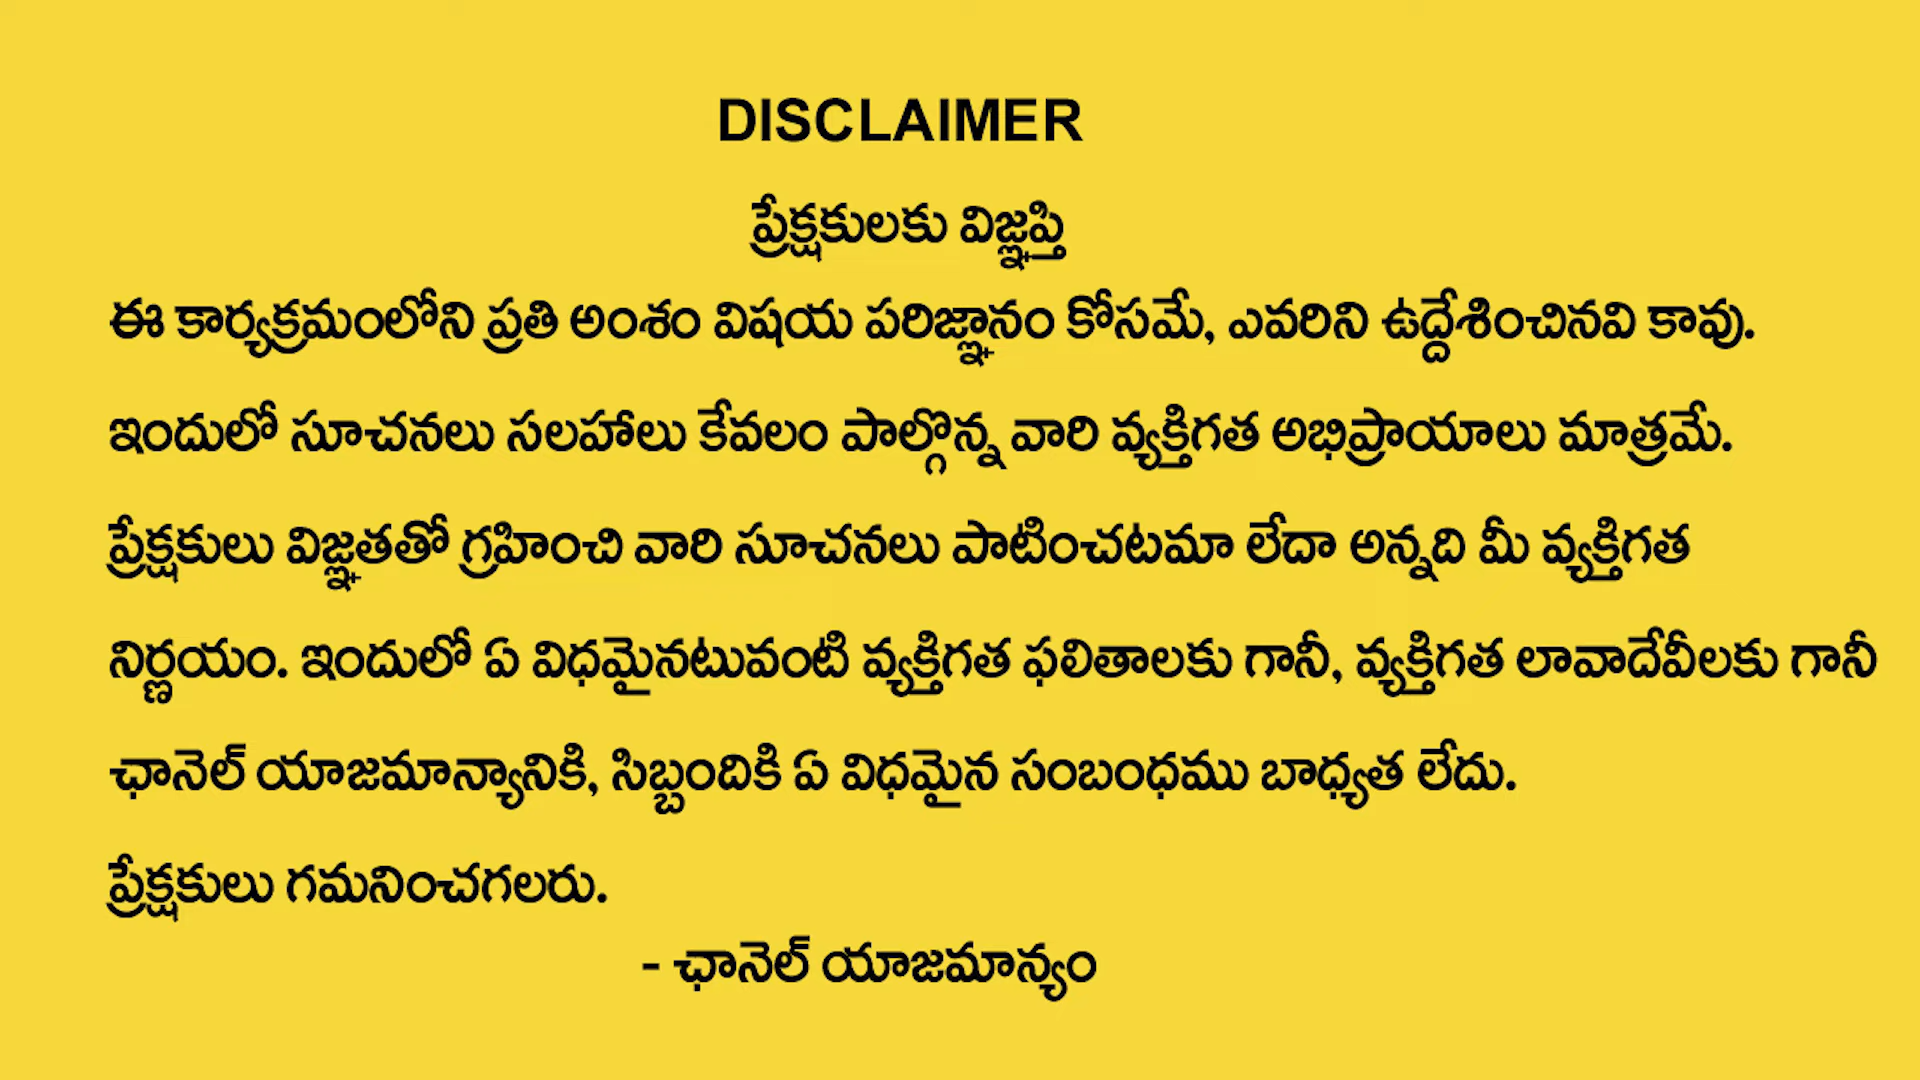 DISCLAIMER
ప్రేక్షకులకు విజ్ఞప్తి
ఈ కార్యక్రమంలోని ప్రతి అంశం విషయ పరిజ్ఞానం కోసమే, ఎవరిని ఉద్దేశించినవి కావు.
ఇందులో సూచనలు సలహాలు కేవలం పాల్గొన్న వారి వ్యక్తిగత అభిప్రాయాలు మాత్రమే.
ప్రేక్షకులు విజ్ఞతతో గ్రహించి వారి సూచనలు పాటించటమా లేదా అన్నది మీ వ్యక్తిగత
నిర్ణయం. ఇందులో ఏ విధమైనటువంటి వ్యక్తిగత ఫలితాలకు గానీ, వ్యక్తిగత లావాదేవీలకు గానీ
ఛానెల్ యాజమాన్యానికి, సిబ్బందికి ఏ విధమైన సంబంధము బాధ్యత లేదు.
ప్రేక్షకులు గమనించగలరు.
- ఛానెల్ యాజమాన్యం